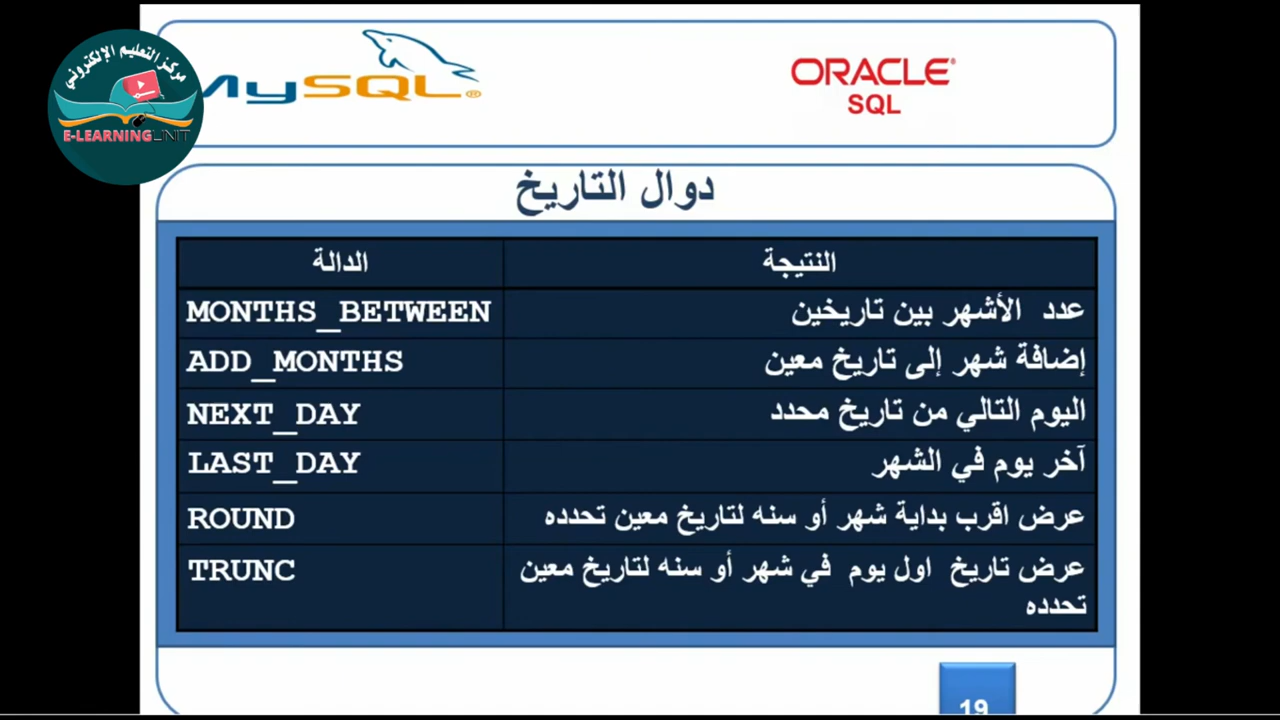 مركز التعليم الإلكتروني
E-LEARNING UNIT
MySQL®
ORACLE®
SQL
دوال التاريخ
النتيجة
الدالة
عدد الأشهر بين تاريخين
MONTHS_BETWEEN
إضافة شهر إلى تاريخ معين
ADD_MONTHS
اليوم التالي من تاريخ محدد
NEXT_DAY
آخر يوم في الشهر
LAST_DAY
عرض اقرب بداية شهر أو سنه لتاريخ معين تحدده
ROUND
عرض تاريخ اول يوم في شهر أو سنه لتاريخ معين
تحدده
TRUNC
19